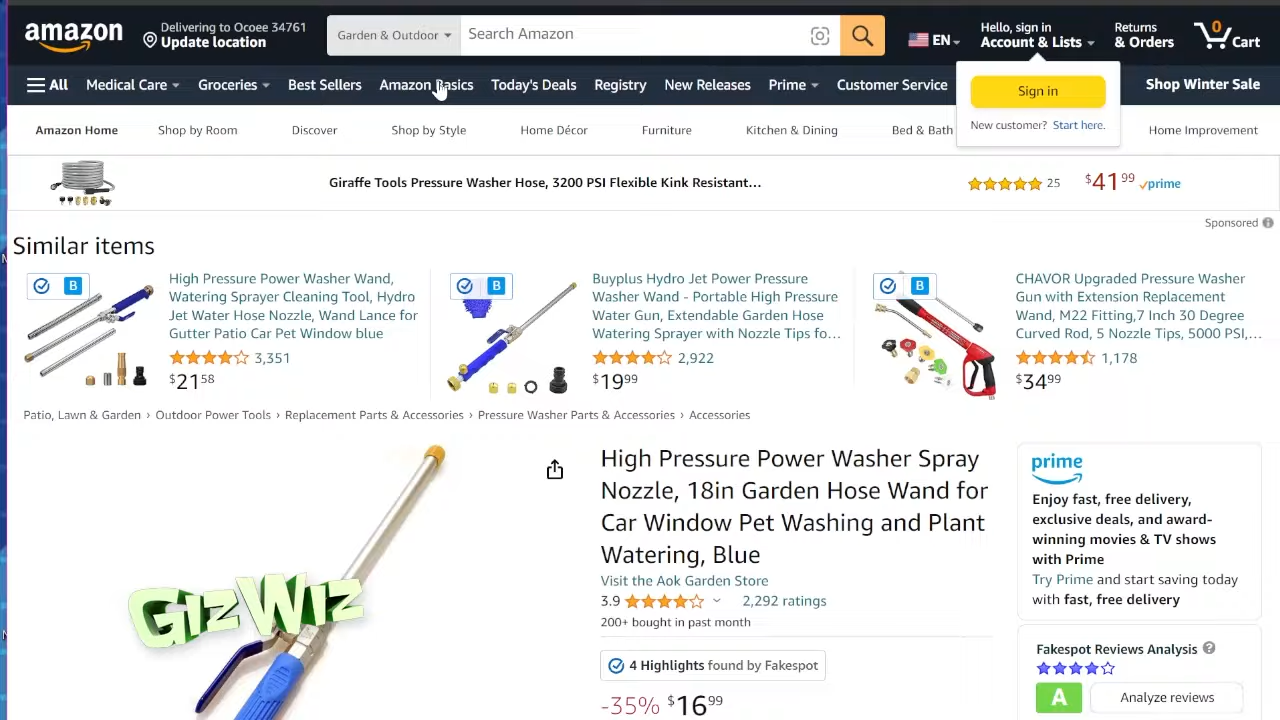 amazon
Delivering to Ocoee 34761
Update location
Garden & Outdoor
Search Amazon
EN
Hello, sign in
Account & Lists
Returns
& Orders
0
Cart
All
Medical Care
Groceries
Best Sellers
Amazon Basics
Today's Deals
Registry
New Releases
Prime
Customer Service
Shop Winter Sale
Sign in
New customer? Start here.
Amazon Home
Shop by Room
Discover
Shop by Style
Home Décor
Furniture
Kitchen & Dining
Bed & Bath
Home Improvement
Giraffe Tools Pressure Washer Hose, 3200 PSI Flexible Kink Resistant…
25
$4199
prime
Sponsored
Similar items
B
High Pressure Power Washer Wand,
Watering Sprayer Cleaning Tool, Hydro
Jet Water Hose Nozzle, Wand Lance for
Gutter Patio Car Pet Window blue
3,351
$2158
B
Buyplus Hydro Jet Power Pressure
Washer Wand - Portable High Pressure
Water Gun, Extendable Garden Hose
Watering Sprayer with Nozzle Tips fo…
2,922
$1999
B
CHAVOR Upgraded Pressure Washer
Gun with Extension Replacement
Wand, M22 Fitting,7 Inch 30 Degree
Curved Rod, 5 Nozzle Tips, 5000 PSI,…
1,178
$3499
Patio, Lawn & Garden › Outdoor Power Tools › Replacement Parts & Accessories › Pressure Washer Parts & Accessories › Accessories
GizWiz
High Pressure Power Washer Spray
Nozzle, 18in Garden Hose Wand for
Car Window Pet Washing and Plant
Watering, Blue
Visit the Aok Garden Store
3.9
2,292 ratings
200+ bought in past month
4 Highlights found by Fakespot
-35% $1699
prime
Enjoy fast, free delivery,
exclusive deals, and award-
winning movies & TV shows
with Prime
Try Prime and start saving today
with fast, free delivery
Fakespot Reviews Analysis
A
Analyze reviews